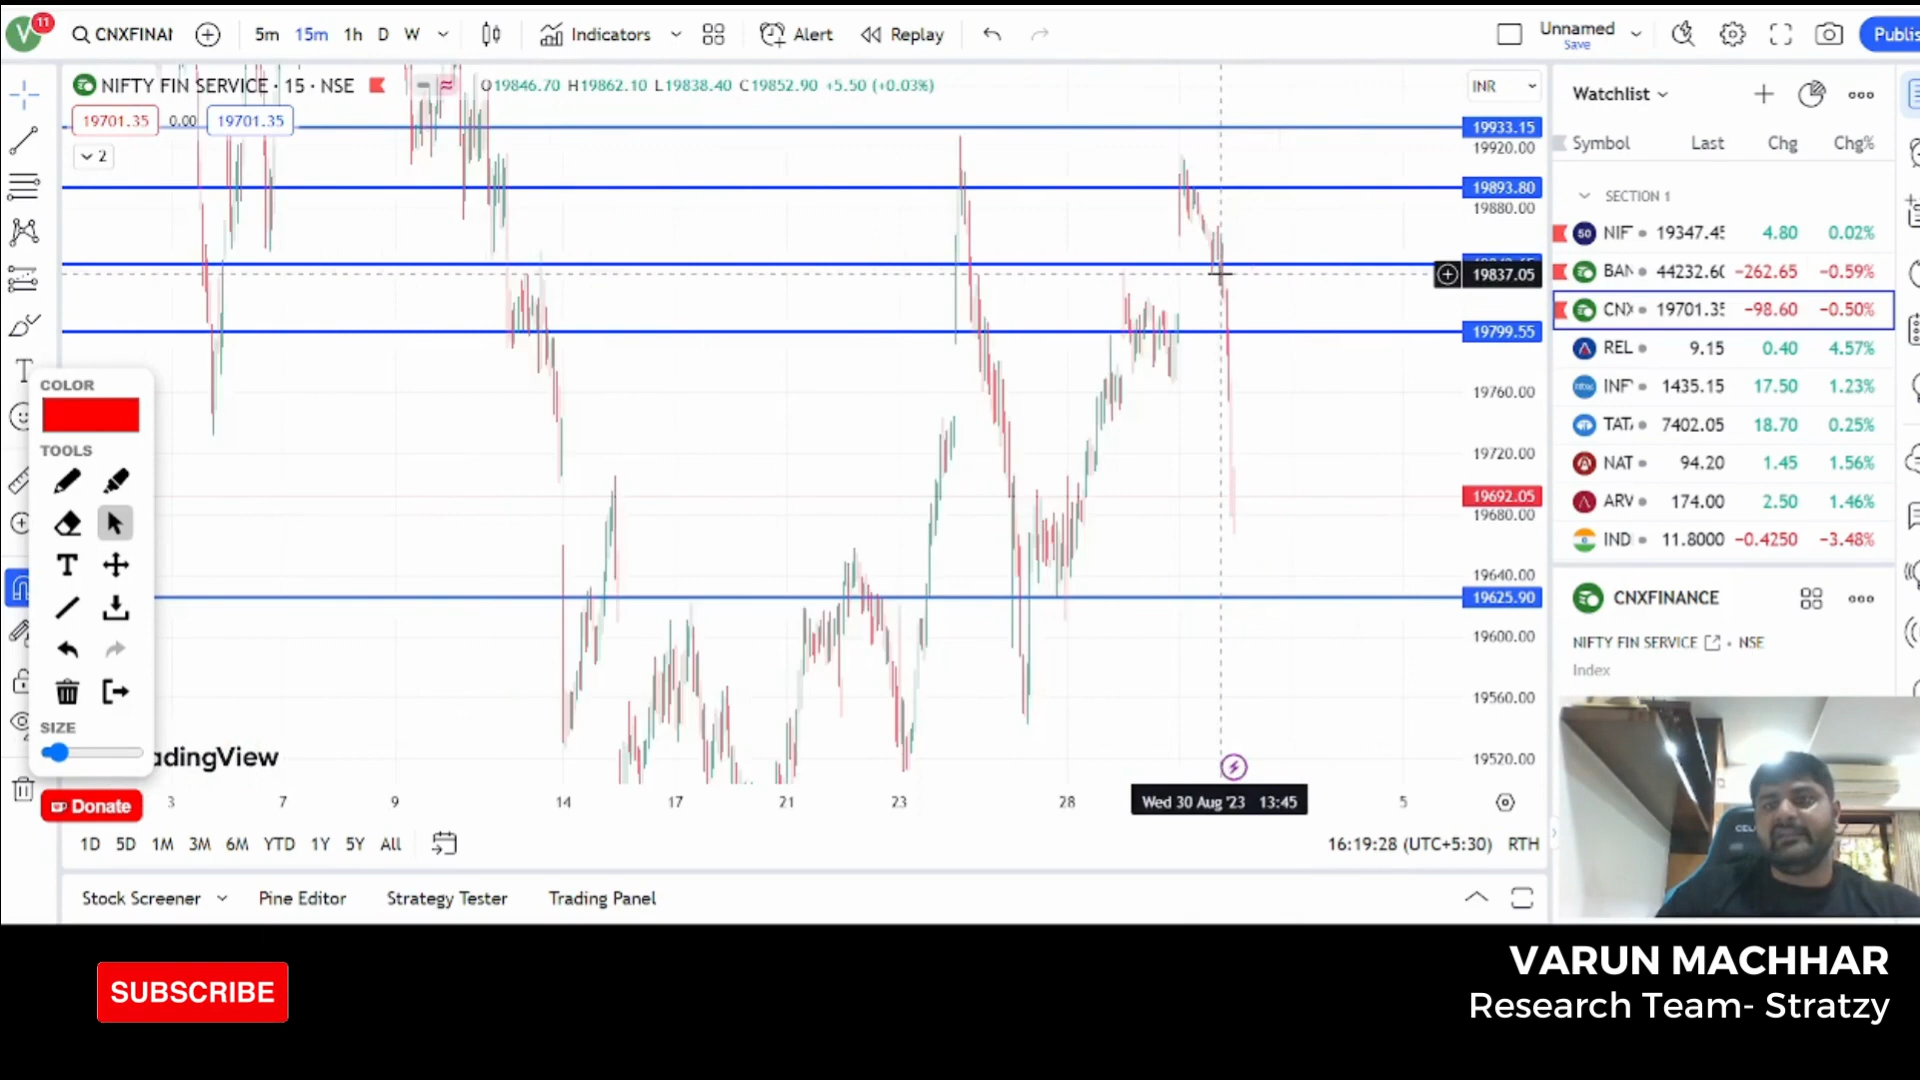 V 11 CNXFINAI 5m 15m 1h D W Indicators Alert Replay Unnamed Save Publis
NIFTY FIN SERVICE · 15 · NSE O19846.70 H19862.10 L19838.40 C19852.90 +5.50 (+0.03%) INR
19701.35 0.00 19701.35
2
19933.15
19920.00
19893.80
19880.00
19837.05
19799.55
19760.00
19720.00
19692.05
19680.00
19640.00
19625.90
19600.00
19560.00
19520.00
COLOR
TOOLS
T
SIZE
adingView
Donate
3 7 9 14 17 21 23 28 Wed 30 Aug '23 13:45 5
1D 5D 1M 3M 6M YTD 1Y 5Y All 16:19:28 (UTC+5:30) RTH
Stock Screener Pine Editor Strategy Tester Trading Panel
Watchlist
Symbol Last Chg Chg%
SECTION 1
50 NIF 19347.45 4.80 0.02%
BAN 44232.60 −262.65 −0.59%
CNX 19701.35 −98.60 −0.50%
REL 9.15 0.40 4.57%
INF 1435.15 17.50 1.23%
TAT 7402.05 18.70 0.25%
NAT 94.20 1.45 1.56%
ARV 174.00 2.50 1.46%
IND 11.8000 −0.4250 −3.48%
CNXFINANCE
NIFTY FIN SERVICE · NSE
Index
SUBSCRIBE
VARUN MACHHAR
Research Team- Stratzy